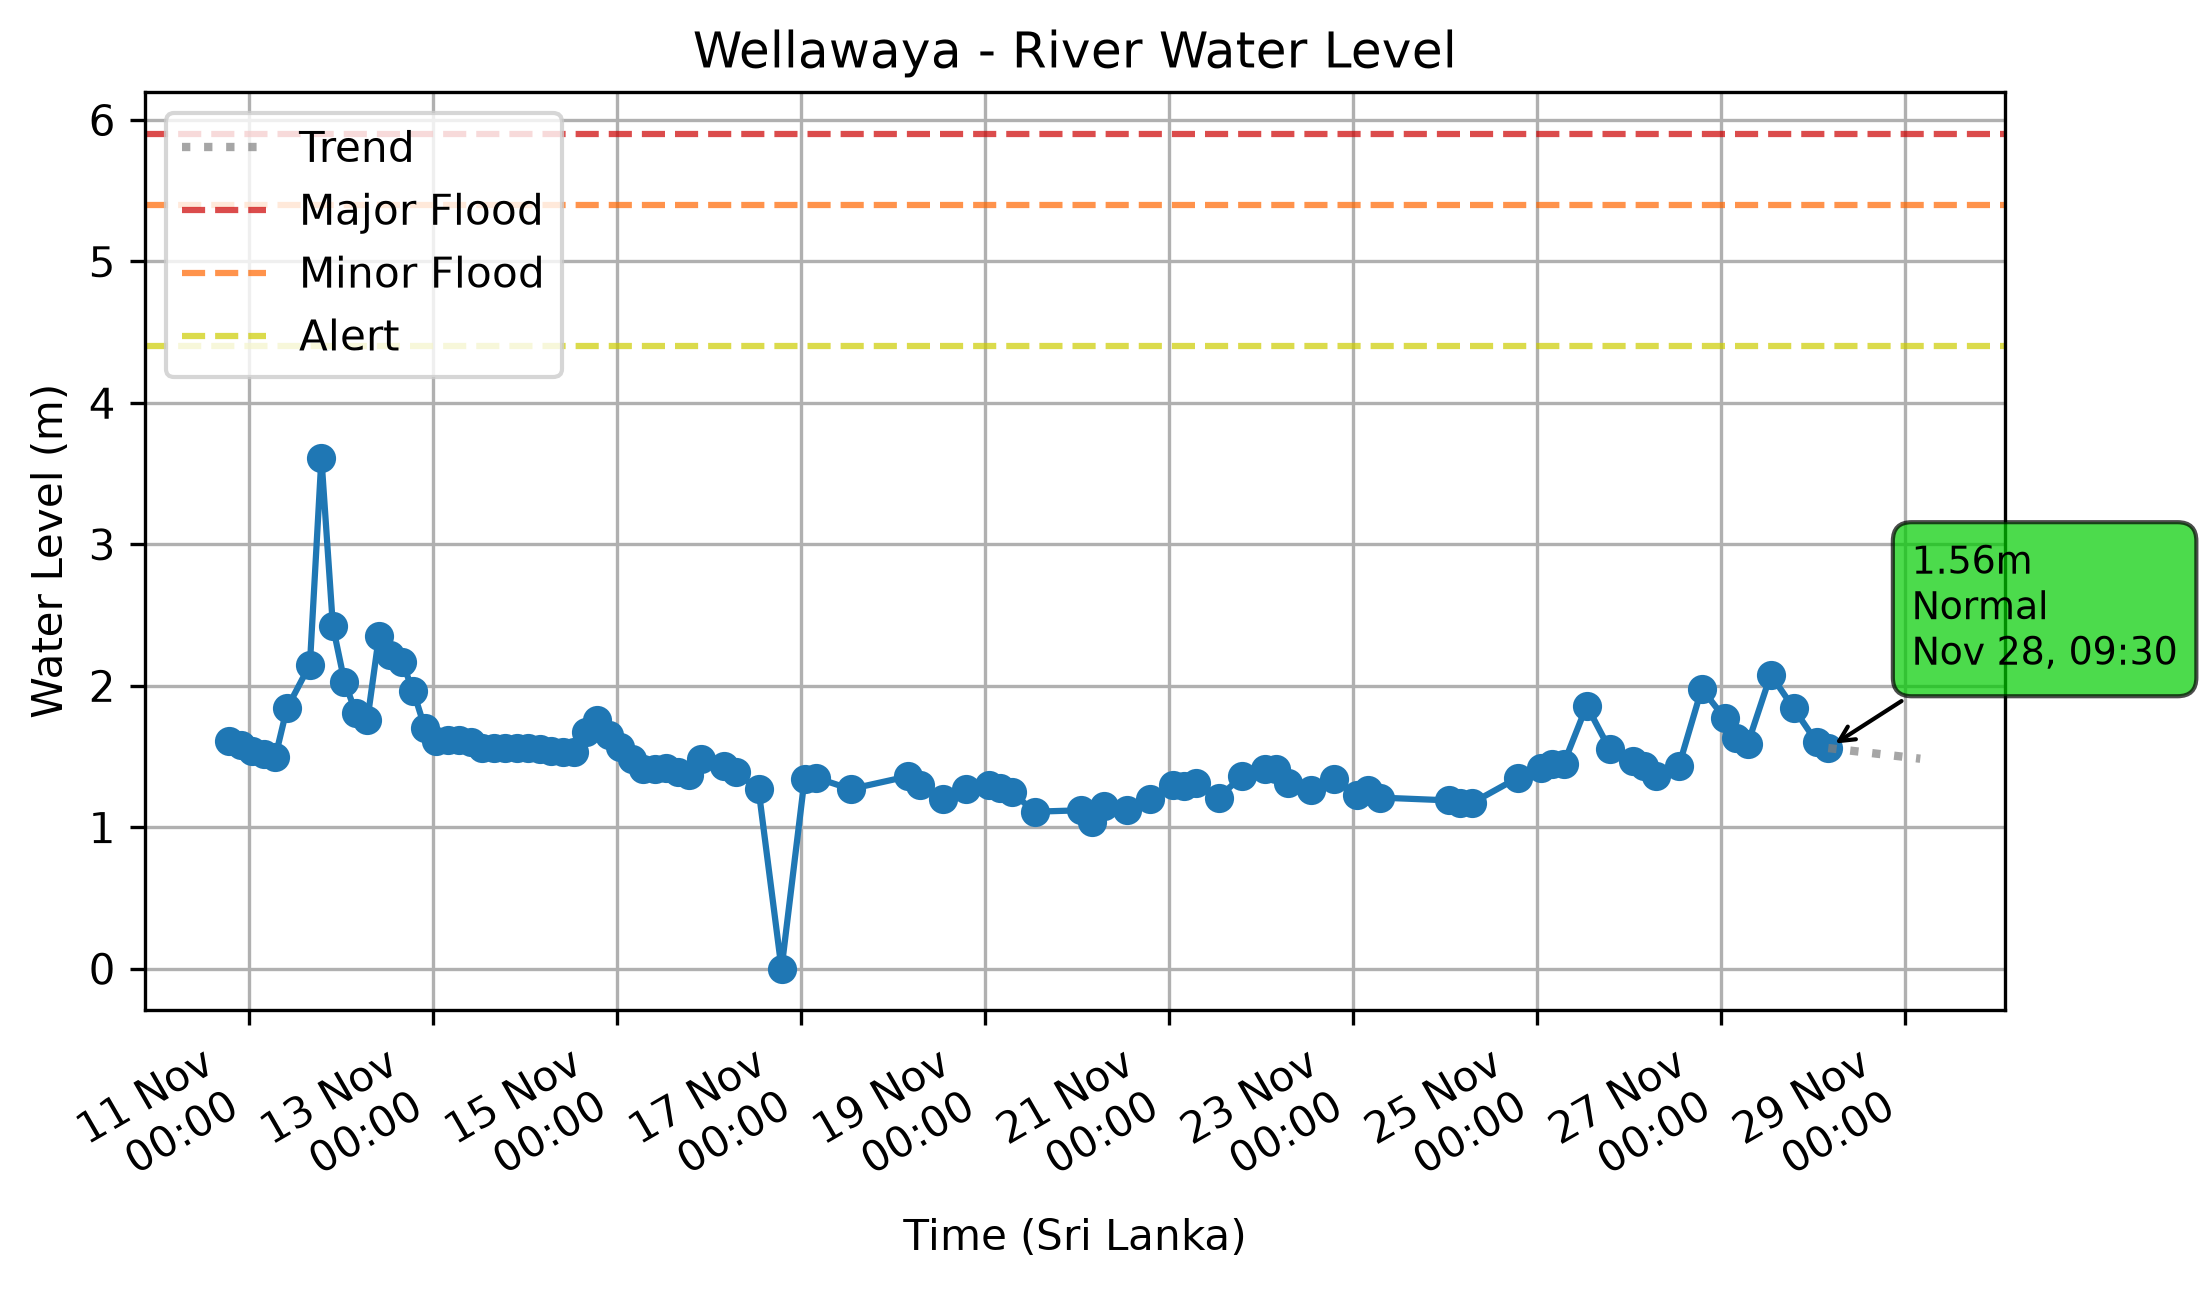 Wellawaya - River Water Level
6
5
4
3
2
1
0
Water Level (m)
Trend
Major Flood
Minor Flood
Alert
1.56m
Normal
Nov 28, 09:30
11 Nov
00:00
13 Nov
00:00
15 Nov
00:00
17 Nov
00:00
19 Nov
00:00
21 Nov
00:00
23 Nov
00:00
25 Nov
00:00
27 Nov
00:00
29 Nov
00:00
Time (Sri Lanka)